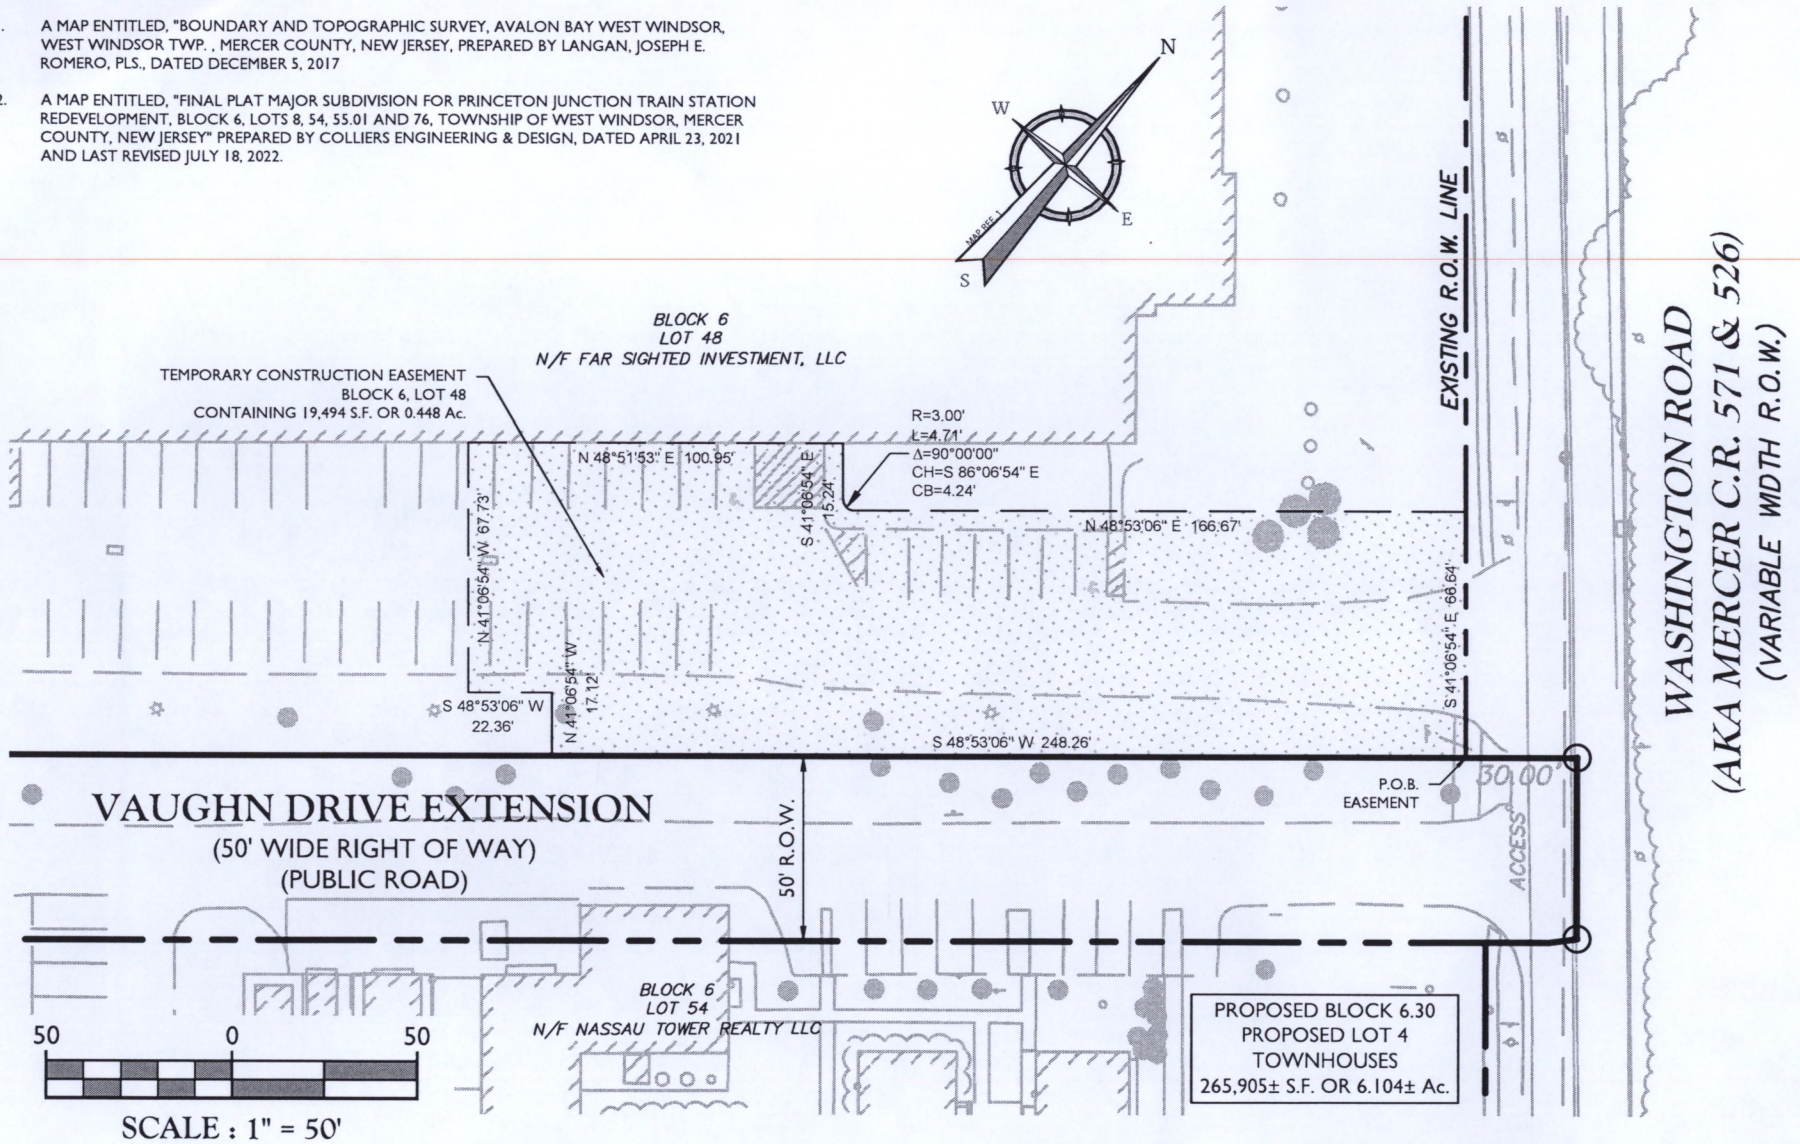 . A MAP ENTITLED, "BOUNDARY AND TOPOGRAPHIC SURVEY, AVALON BAY WEST WINDSOR,
WEST WINDSOR TWP. , MERCER COUNTY, NEW JERSEY, PREPARED BY LANGAN, JOSEPH E.
ROMERO, PLS., DATED DECEMBER 5, 2017
2. A MAP ENTITLED, "FINAL PLAT MAJOR SUBDIVISION FOR PRINCETON JUNCTION TRAIN STATION
REDEVELOPMENT, BLOCK 6, LOTS 8, 54, 55.01 AND 76, TOWNSHIP OF WEST WINDSOR, MERCER
COUNTY, NEW JERSEY" PREPARED BY COLLIERS ENGINEERING & DESIGN, DATED APRIL 23, 2021
AND LAST REVISED JULY 18, 2022.
N
W
E
S
MAP REF. 1
BLOCK 6
LOT 48
N/F FAR SIGHTED INVESTMENT, LLC
TEMPORARY CONSTRUCTION EASEMENT
BLOCK 6, LOT 48
CONTAINING 19,494 S.F. OR 0.448 Ac.
R=3.00'
L=4.71'
Δ=90°00'00"
CH=S 86°06'54" E
CB=4.24'
N 48°51'53" E 100.95'
S 41°06'54" E
15.24'
N 48°53'06" E 166.67'
N 41°06'54" W 67.73'
S 48°53'06" W
22.36'
N 41°06'54" W
17.12'
S 48°53'06" W 248.26'
S 41°06'54" E 66.64'
EXISTING R.O.W. LINE
WASHINGTON ROAD
(AKA MERCER C.R. 571 & 526)
(VARIABLE WIDTH R.O.W.)
P.O.B.
EASEMENT
30.00'
ACCESS
VAUGHN DRIVE EXTENSION
(50' WIDE RIGHT OF WAY)
(PUBLIC ROAD)
50' R.O.W.
BLOCK 6
LOT 54
N/F NASSAU TOWER REALTY LLC
PROPOSED BLOCK 6.30
PROPOSED LOT 4
TOWNHOUSES
265,905± S.F. OR 6.104± Ac.
50 0 50
SCALE : 1" = 50'